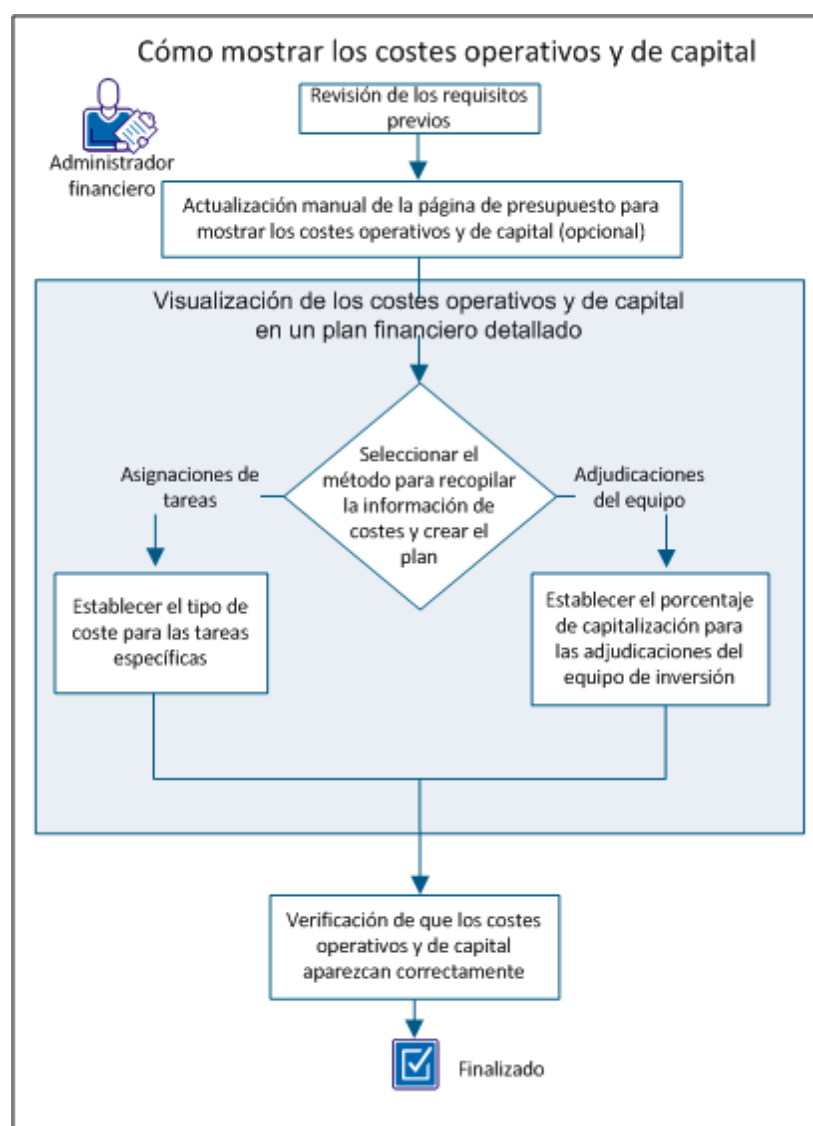 Cómo mostrar los costes operativos y de capital
Revisión de los requisitos
previos
Administrador
financiero
Actualización manual de la página de presupuesto para
mostrar los costes operativos y de capital (opcional)
Visualización de los costes operativos y de capital
en un plan financiero detallado
Seleccionar el
método para recopilar
la información de
costes y crear el
plan
Asignaciones de
tareas
Adjudicaciones
del equipo
Establecer el tipo de
coste para las tareas
específicas
Establecer el porcentaje
de capitalización para
las adjudicaciones del
equipo de inversión
Verificación de que los costes
operativos y de capital
aparezcan correctamente
Finalizado